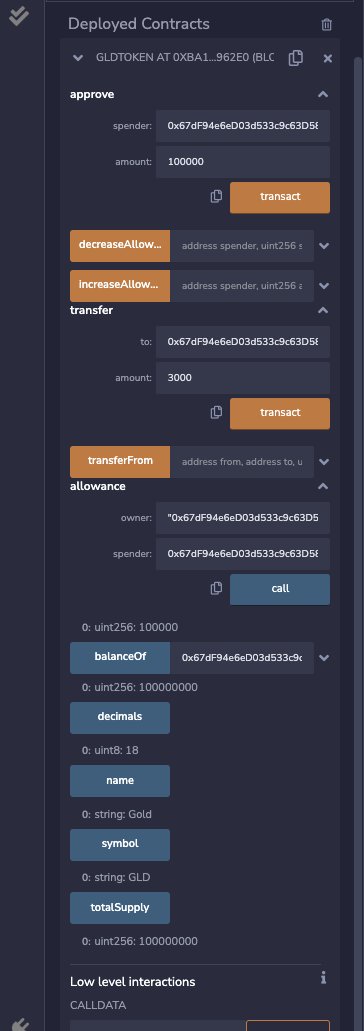 Deployed Contracts
GLDTOKEN AT 0XBA1...962E0 (BLC
approve
spender: 0x67dF94e6eD03d533c9c63D5
amount: 100000
transact
decreaseAllow... address spender, uint256 s
increaseAllow... address spender, uint256 a
transfer
to: 0x67dF94e6eD03d533c9c63D5
amount: 3000
transact
transferFrom address from, address to, u
allowance
owner: "0x67dF94e6eD03d533c9c63D5
spender: 0x67dF94e6eD03d533c9c63D5
call
0: uint256: 100000
balanceOf 0x67dF94e6eD03d533c9c
0: uint256: 100000000
decimals
0: uint8: 18
name
0: string: Gold
symbol
0: string: GLD
totalSupply
0: uint256: 100000000
Low level interactions
CALLDATA